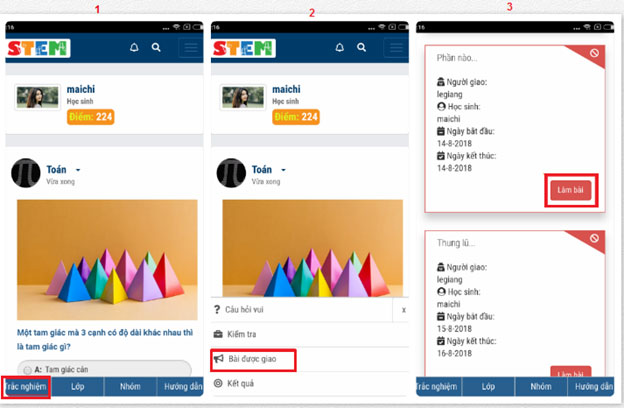 1
:16
STEM
maichi
Học sinh
Điểm: 224
Toán
Vừa xong
Một tam giác mà 3 cạnh có độ dài khác nhau thì
là tam giác gì?
A: Tam giác cân
Trắc nghiệm
Lớp
Nhóm
Hướng dẫn
2
:16
STEM
maichi
Học sinh
Điểm: 224
Toán
Vừa xong
? Câu hỏi vui
x
Kiểm tra
Bài được giao
Kết quả
Trắc nghiệm
Lớp
Nhóm
Hướng dẫn
3
:16
Phần nào...
Người giao:
legiang
Học sinh:
maichi
Ngày bắt đầu:
14-8-2018
Ngày kết thúc:
14-8-2018
Làm bài
Thung lũ...
Người giao:
legiang
Học sinh:
maichi
Ngày bắt đầu:
15-8-2018
Ngày kết thúc:
16-8-2018
Làm bài
Trắc nghiệm
Lớp
Nhóm
Hướng dẫn